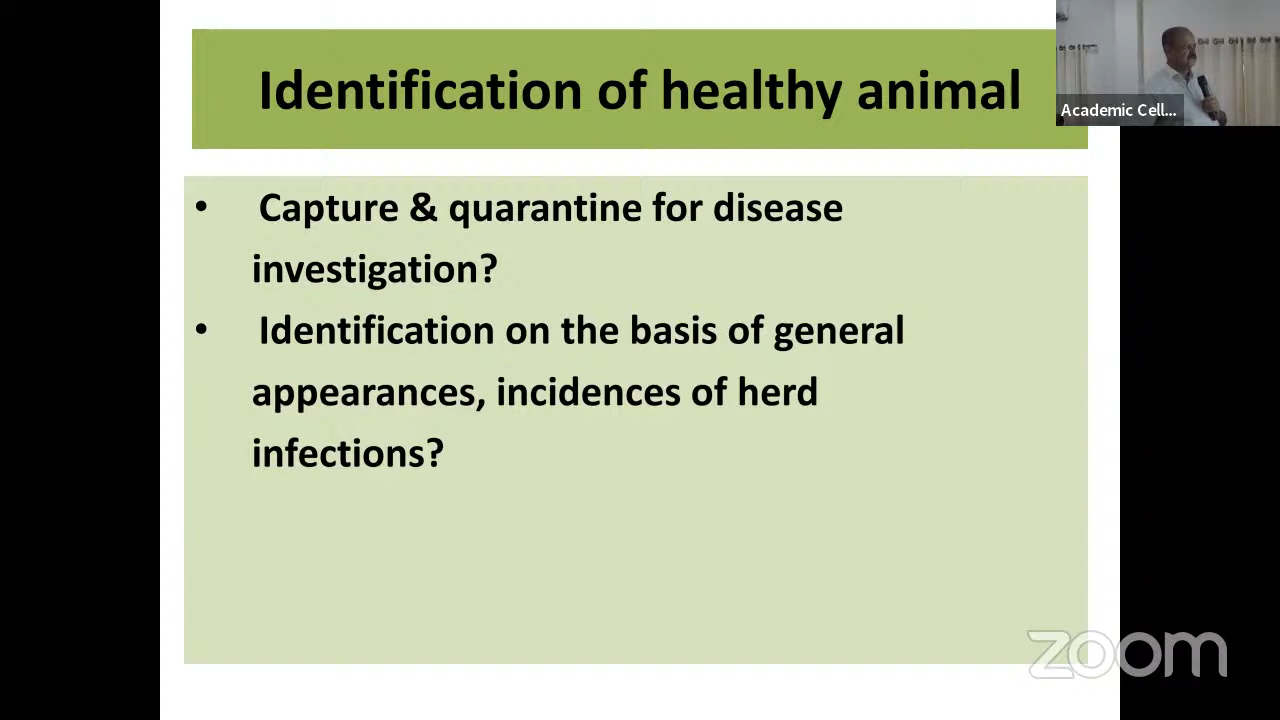 Identification of healthy animal
Academic Cell...
• Capture & quarantine for disease
investigation?
• Identification on the basis of general
appearances, incidences of herd
infections?
zoom